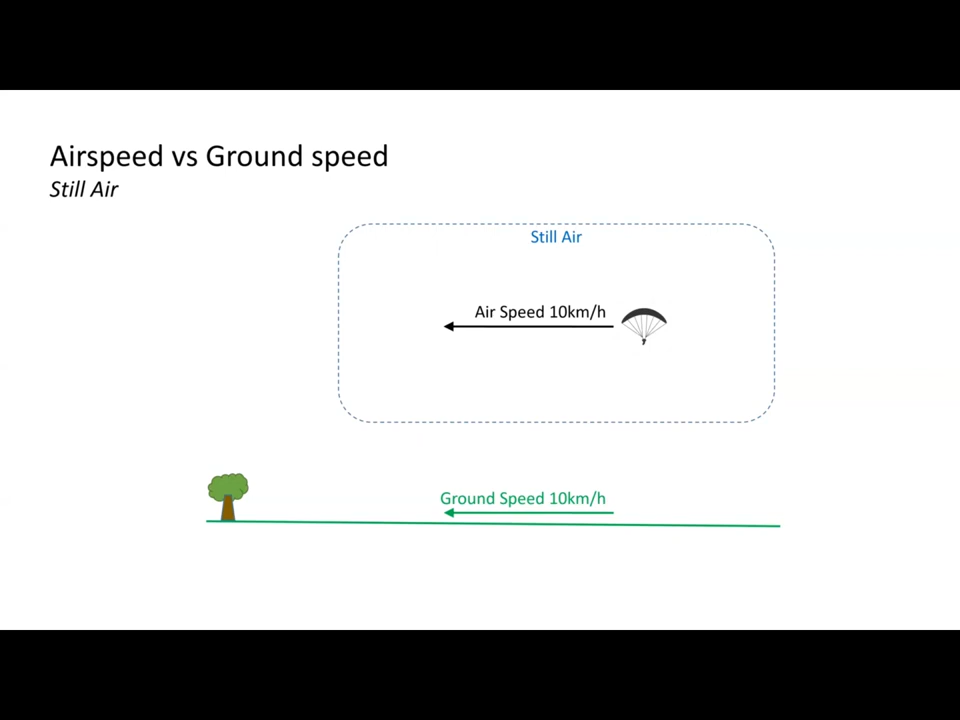 Airspeed vs Ground speed
Still Air
Still Air
Air Speed 10km/h
Ground Speed 10km/h